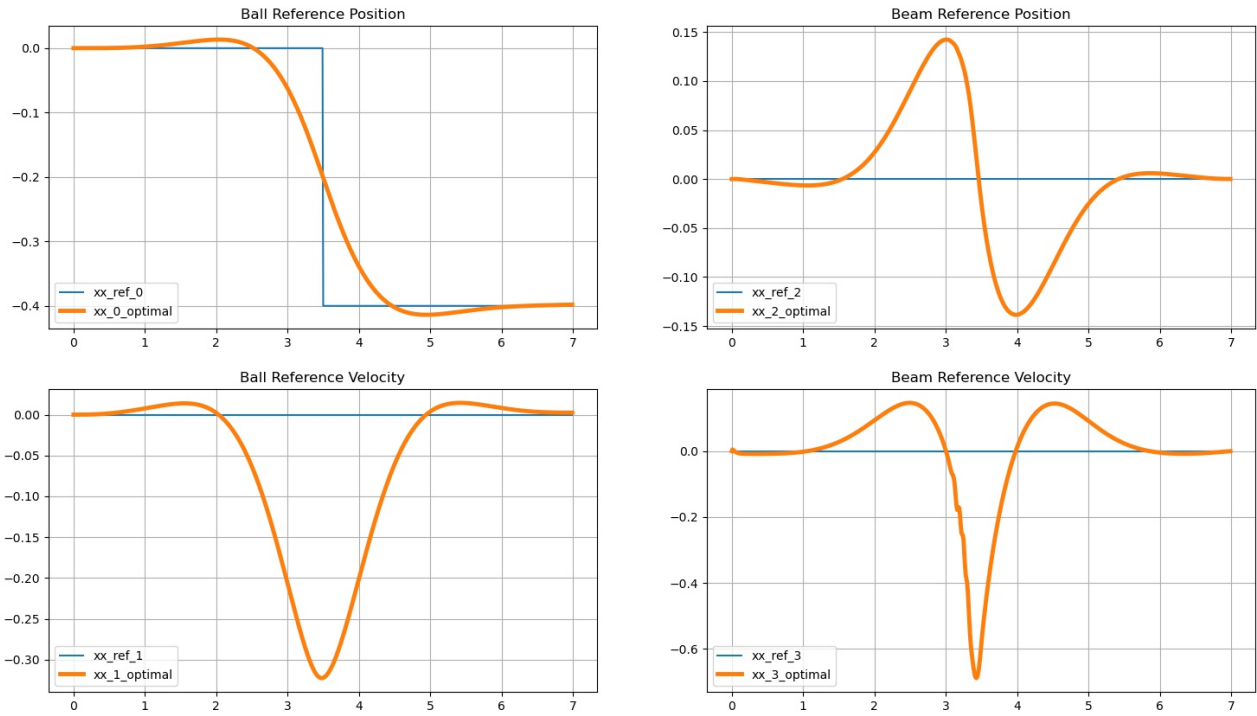 Ball Reference Position
0.0
−0.1
−0.2
−0.3
−0.4
xx_ref_0
xx_0_optimal
0 1 2 3 4 5 6 7
Beam Reference Position
0.15
0.10
0.05
0.00
−0.05
−0.10
−0.15
xx_ref_2
xx_2_optimal
0 1 2 3 4 5 6 7
Ball Reference Velocity
0.00
−0.05
−0.10
−0.15
−0.20
−0.25
−0.30
xx_ref_1
xx_1_optimal
0 1 2 3 4 5 6 7
Beam Reference Velocity
0.0
−0.2
−0.4
−0.6
xx_ref_3
xx_3_optimal
0 1 2 3 4 5 6 7